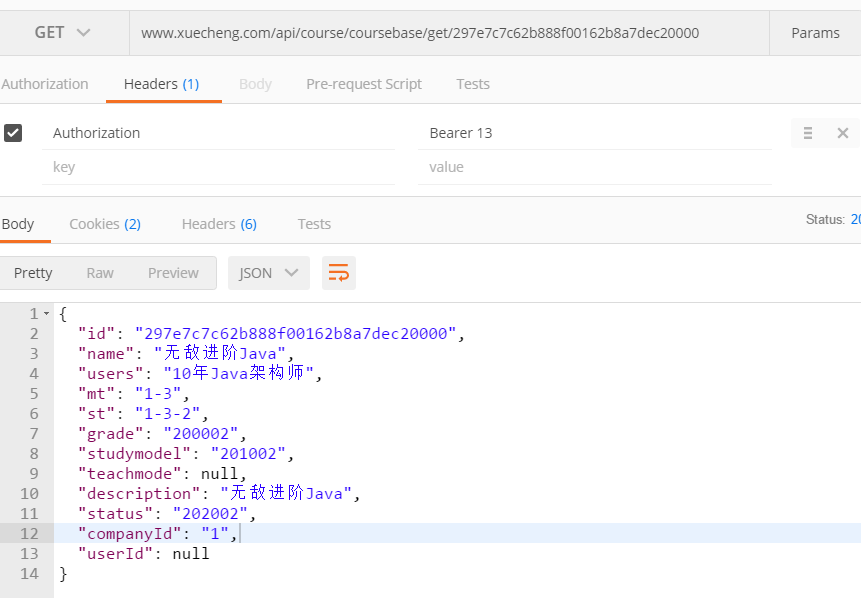 GET www.xuecheng.com/api/course/coursebase/get/297e7c7c62b888f00162b8a7dec20000 Params
Authorization Headers (1) Body Pre-request Script Tests
Authorization Bearer 13
key value
Body Cookies (2) Headers (6) Tests Status: 20
Pretty Raw Preview JSON
1 {
2 "id": "297e7c7c62b888f00162b8a7dec20000",
3 "name": "无敌进阶Java",
4 "users": "10年Java架构师",
5 "mt": "1-3",
6 "st": "1-3-2",
7 "grade": "200002",
8 "studymodel": "201002",
9 "teachmode": null,
10 "description": "无敌进阶Java",
11 "status": "202002",
12 "companyId": "1",
13 "userId": null
14 }